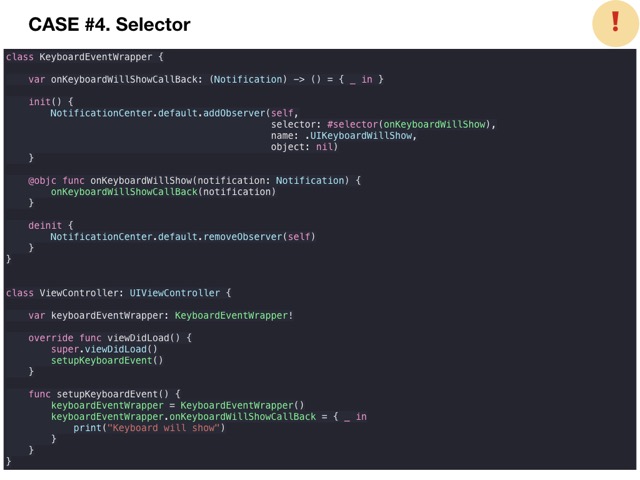 CASE #4. Selector
!
class KeyboardEventWrapper {
var onKeyboardWillShowCallBack: (Notification) -> () = { _ in }
init() {
NotificationCenter.default.addObserver(self,
selector: #selector(onKeyboardWillShow),
name: .UIKeyboardWillShow,
object: nil)
}
@objc func onKeyboardWillShow(notification: Notification) {
onKeyboardWillShowCallBack(notification)
}
deinit {
NotificationCenter.default.removeObserver(self)
}
}
class ViewController: UIViewController {
var keyboardEventWrapper: KeyboardEventWrapper!
override func viewDidLoad() {
super.viewDidLoad()
setupKeyboardEvent()
}
func setupKeyboardEvent() {
keyboardEventWrapper = KeyboardEventWrapper()
keyboardEventWrapper.onKeyboardWillShowCallBack = { _ in
print("Keyboard will show")
}
}
}